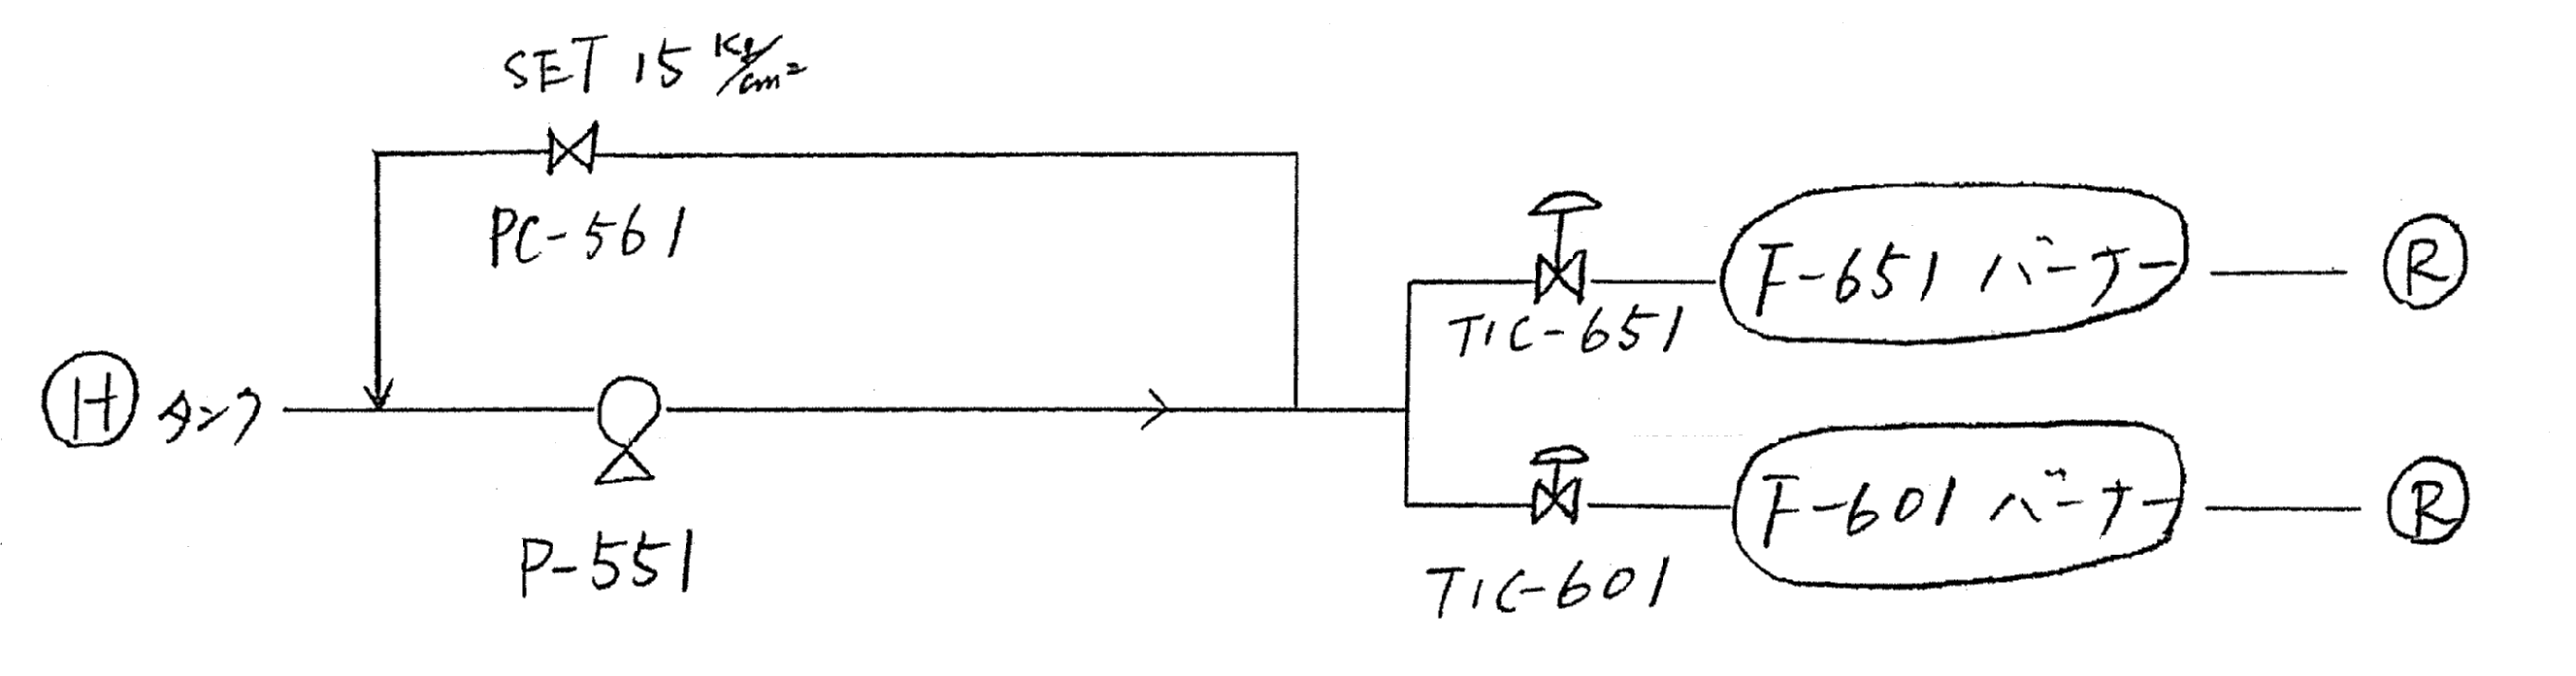 SET 15 Kg/cm²
PC-561
F-651 バーナー
R
TIC-651
H タンク
F-601 バーナー
R
P-551
TIC-601